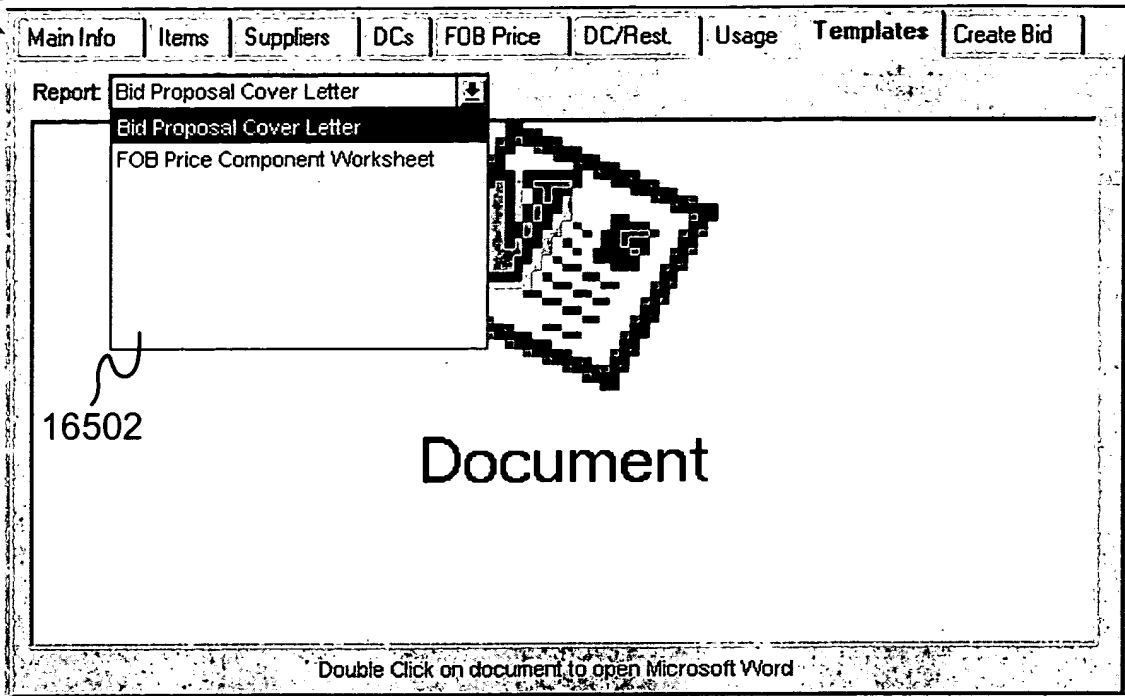 Main Info Items Suppliers DCs FOB Price DC/Rest. Usage Templates Create Bid
Report: Bid Proposal Cover Letter
Bid Proposal Cover Letter
FOB Price Component Worksheet
16502
Document
Double Click on document to open Microsoft Word